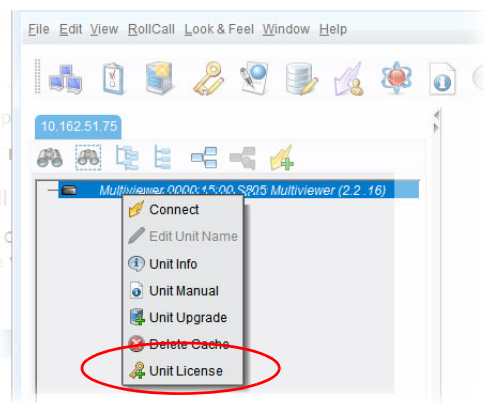 File Edit View RollCall Look & Feel Window Help
10.162.51.75
Multiviewer 0000:15:00 S805 Multiviewer (2.2.16)
Connect
Edit Unit Name
Unit Info
Unit Manual
Unit Upgrade
Delete Cache
Unit License